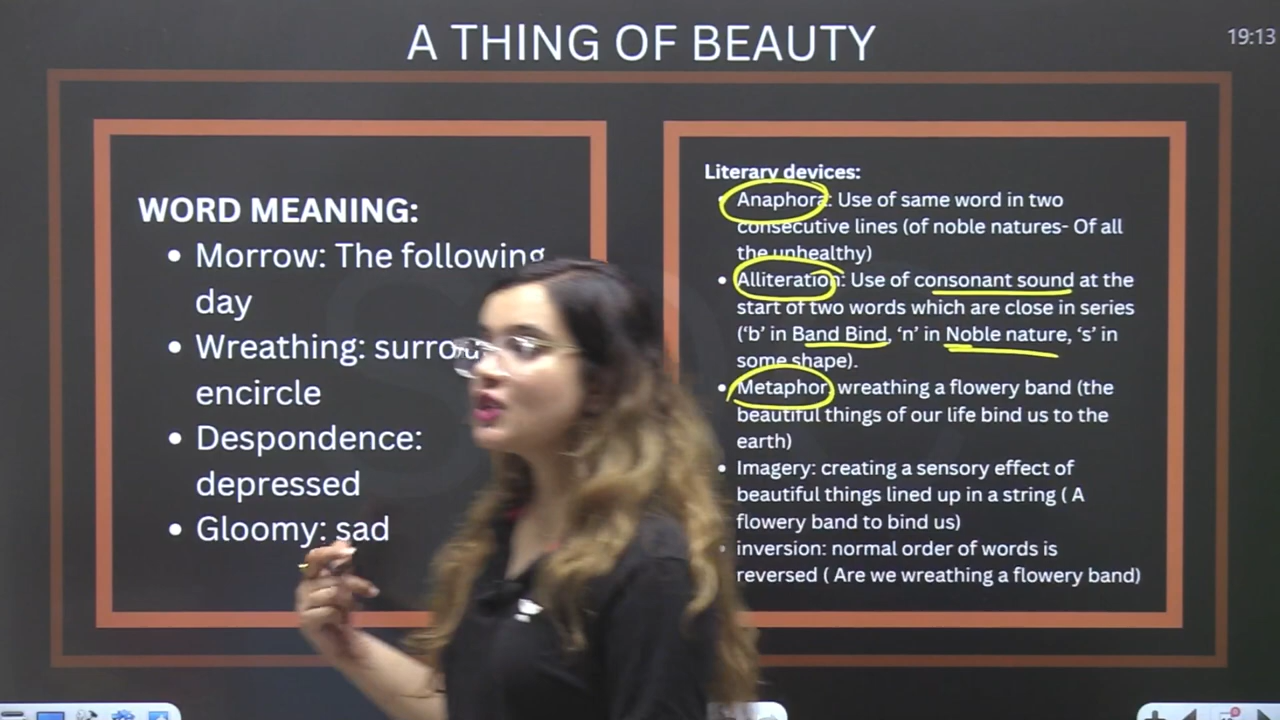 A THING OF BEAUTY
19:13
WORD MEANING:
• Morrow: The following
day
• Wreathing:
encircle
• Despondence:
depressed
• Gloomy: sad
Literary devices:
• Anaphora: Use of same word in two
consecutive lines (of noble natures- Of all
the unhealthy)
• Alliteration: Use of consonant sound at the
start of two words which are close in series
(‘b’ in Band Bind, ‘n’ in Noble nature, ‘s’ in
some shape).
• Metaphor: wreathing a flowery band (the
beautiful things of our life bind us to the
earth)
• Imagery: creating a sensory effect of
beautiful things lined up in a string ( A
flowery band to bind us)
• inversion: normal order of words is
reversed ( Are we wreathing a flowery band)